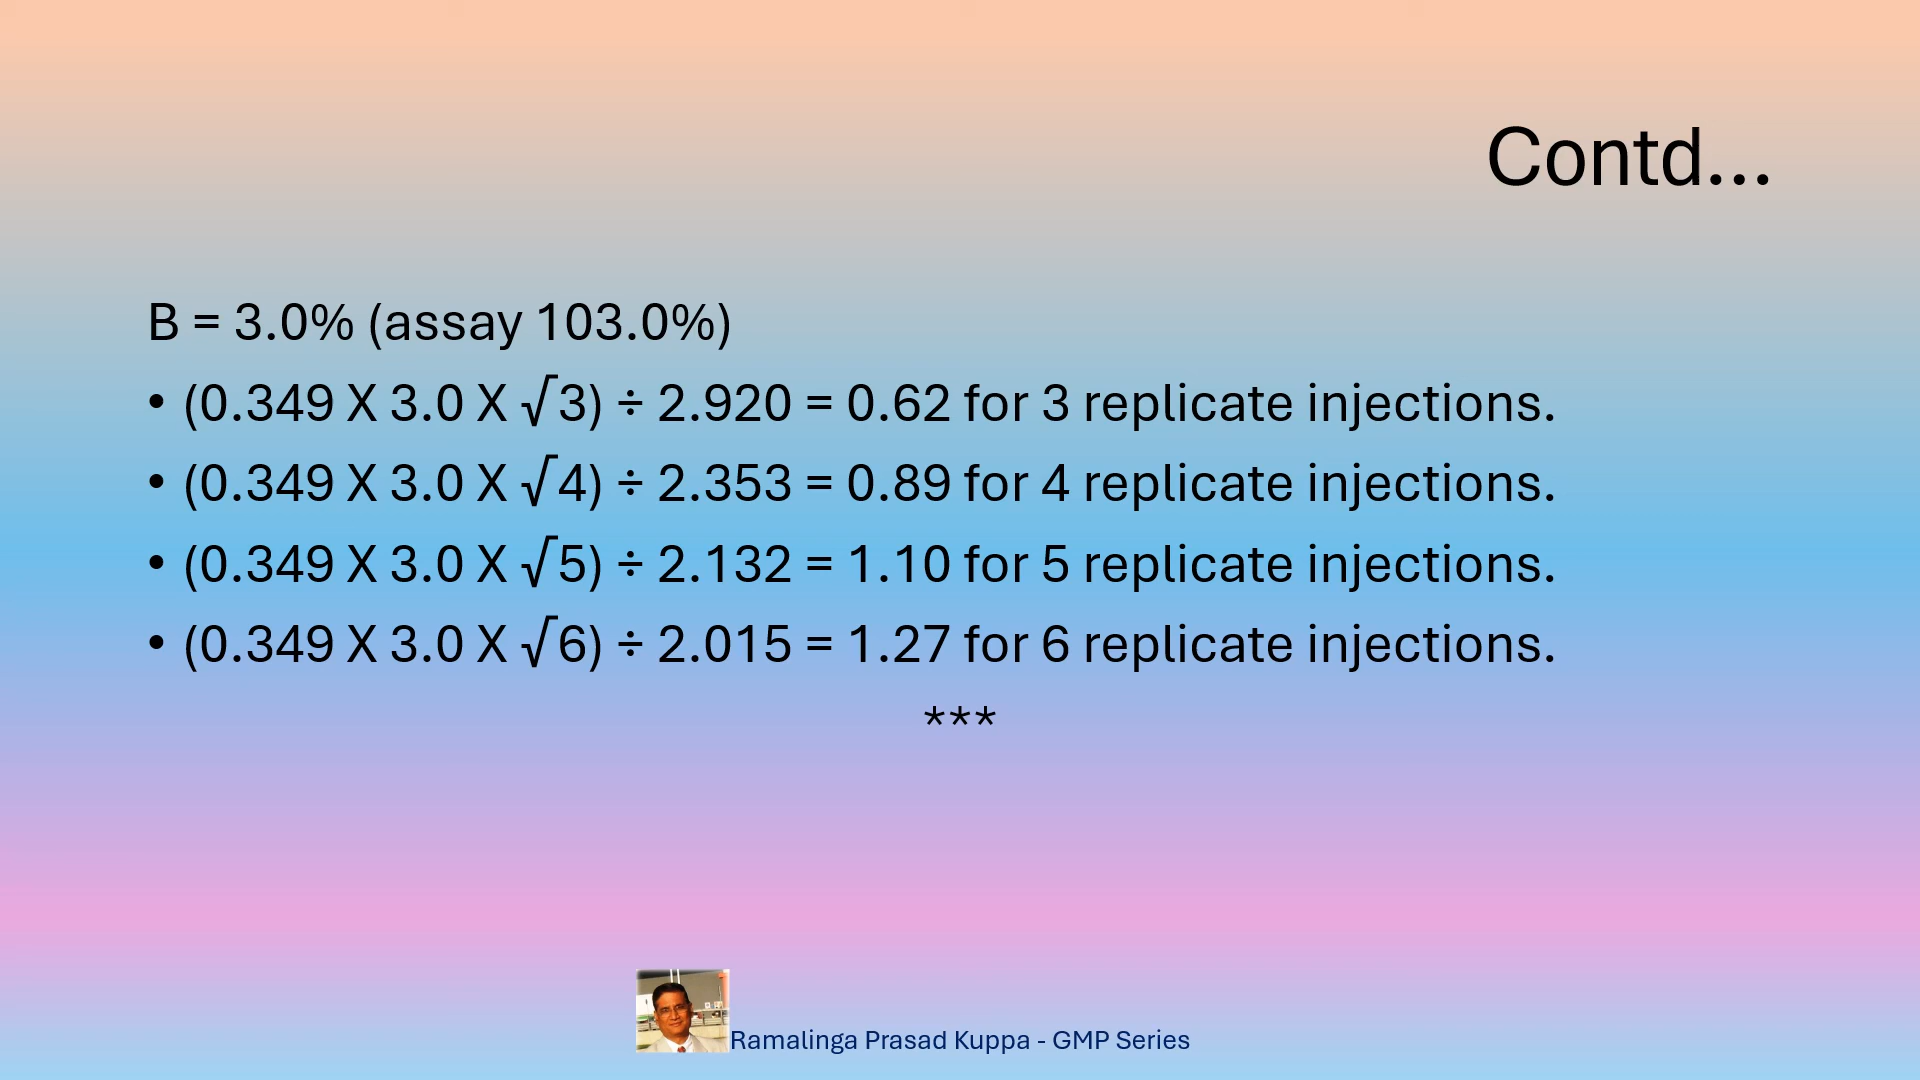 Contd...
B = 3.0% (assay 103.0%)
• (0.349 X 3.0 X √3) ÷ 2.920 = 0.62 for 3 replicate injections.
• (0.349 X 3.0 X √4) ÷ 2.353 = 0.89 for 4 replicate injections.
• (0.349 X 3.0 X √5) ÷ 2.132 = 1.10 for 5 replicate injections.
• (0.349 X 3.0 X √6) ÷ 2.015 = 1.27 for 6 replicate injections.
***
Ramalinga Prasad Kuppa - GMP Series